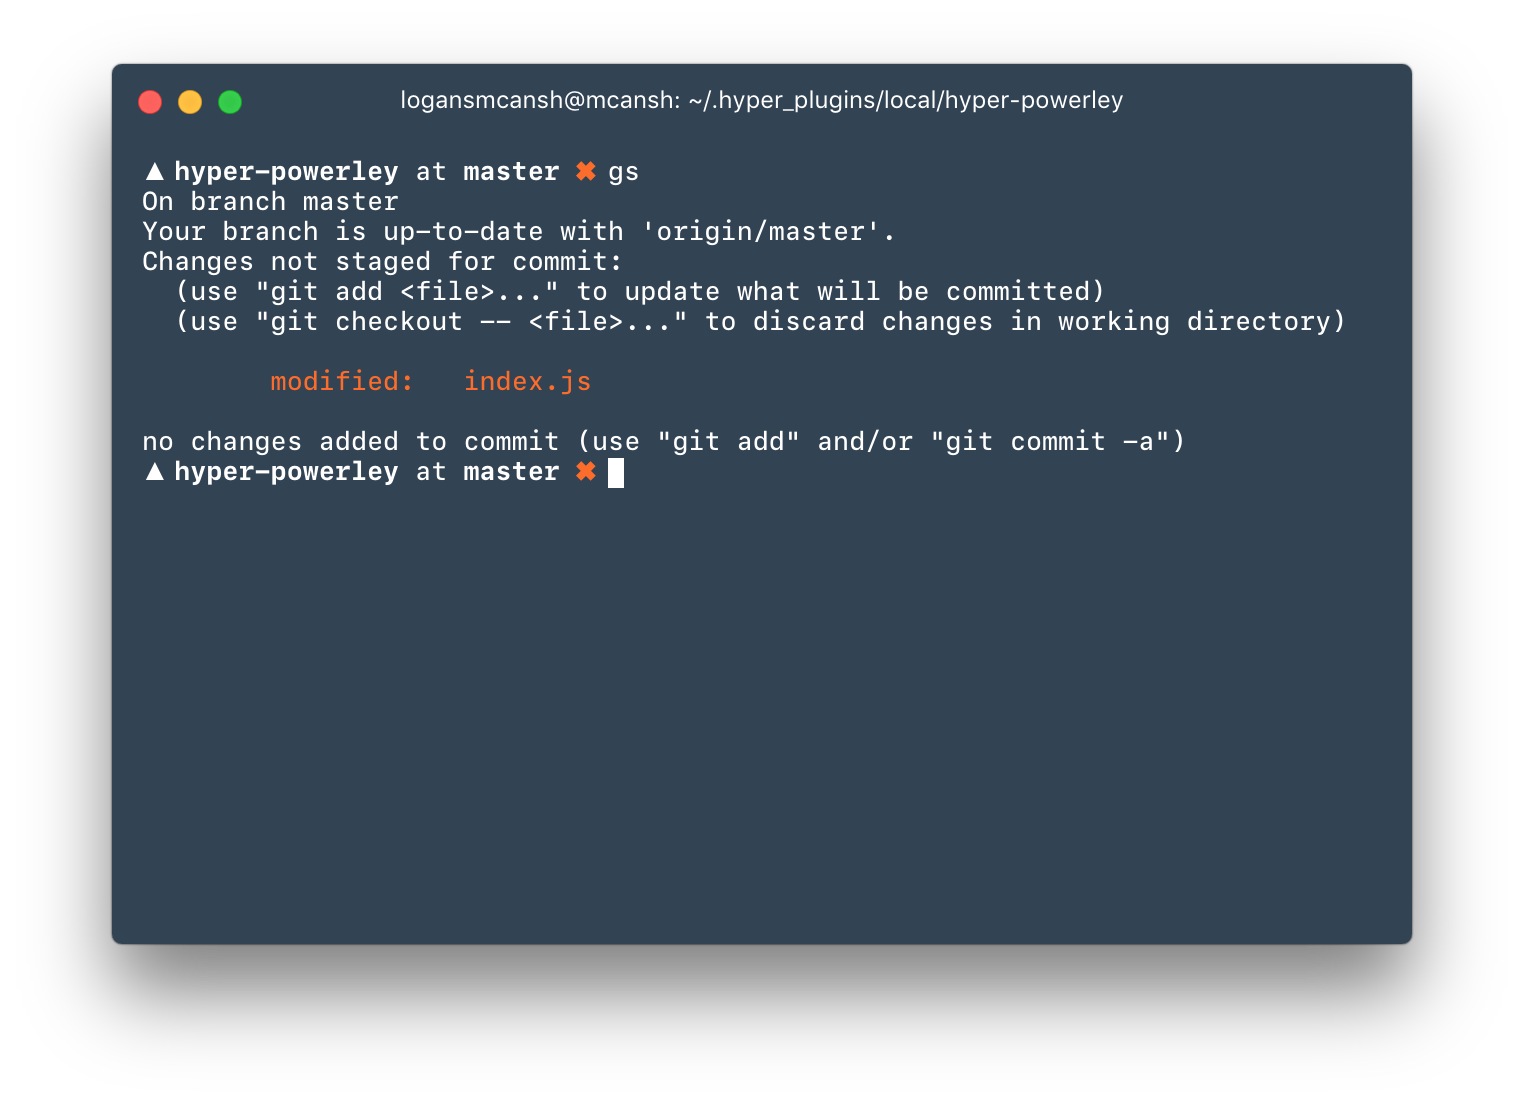 logansmcansh@mcansh: ~/.hyper_plugins/local/hyper-powerley
▲ hyper-powerley at master ✖ gs
On branch master
Your branch is up-to-date with 'origin/master'.
Changes not staged for commit:
  (use "git add <file>..." to update what will be committed)
  (use "git checkout -- <file>..." to discard changes in working directory)
        modified:   index.js
no changes added to commit (use "git add" and/or "git commit -a")
▲ hyper-powerley at master ✖